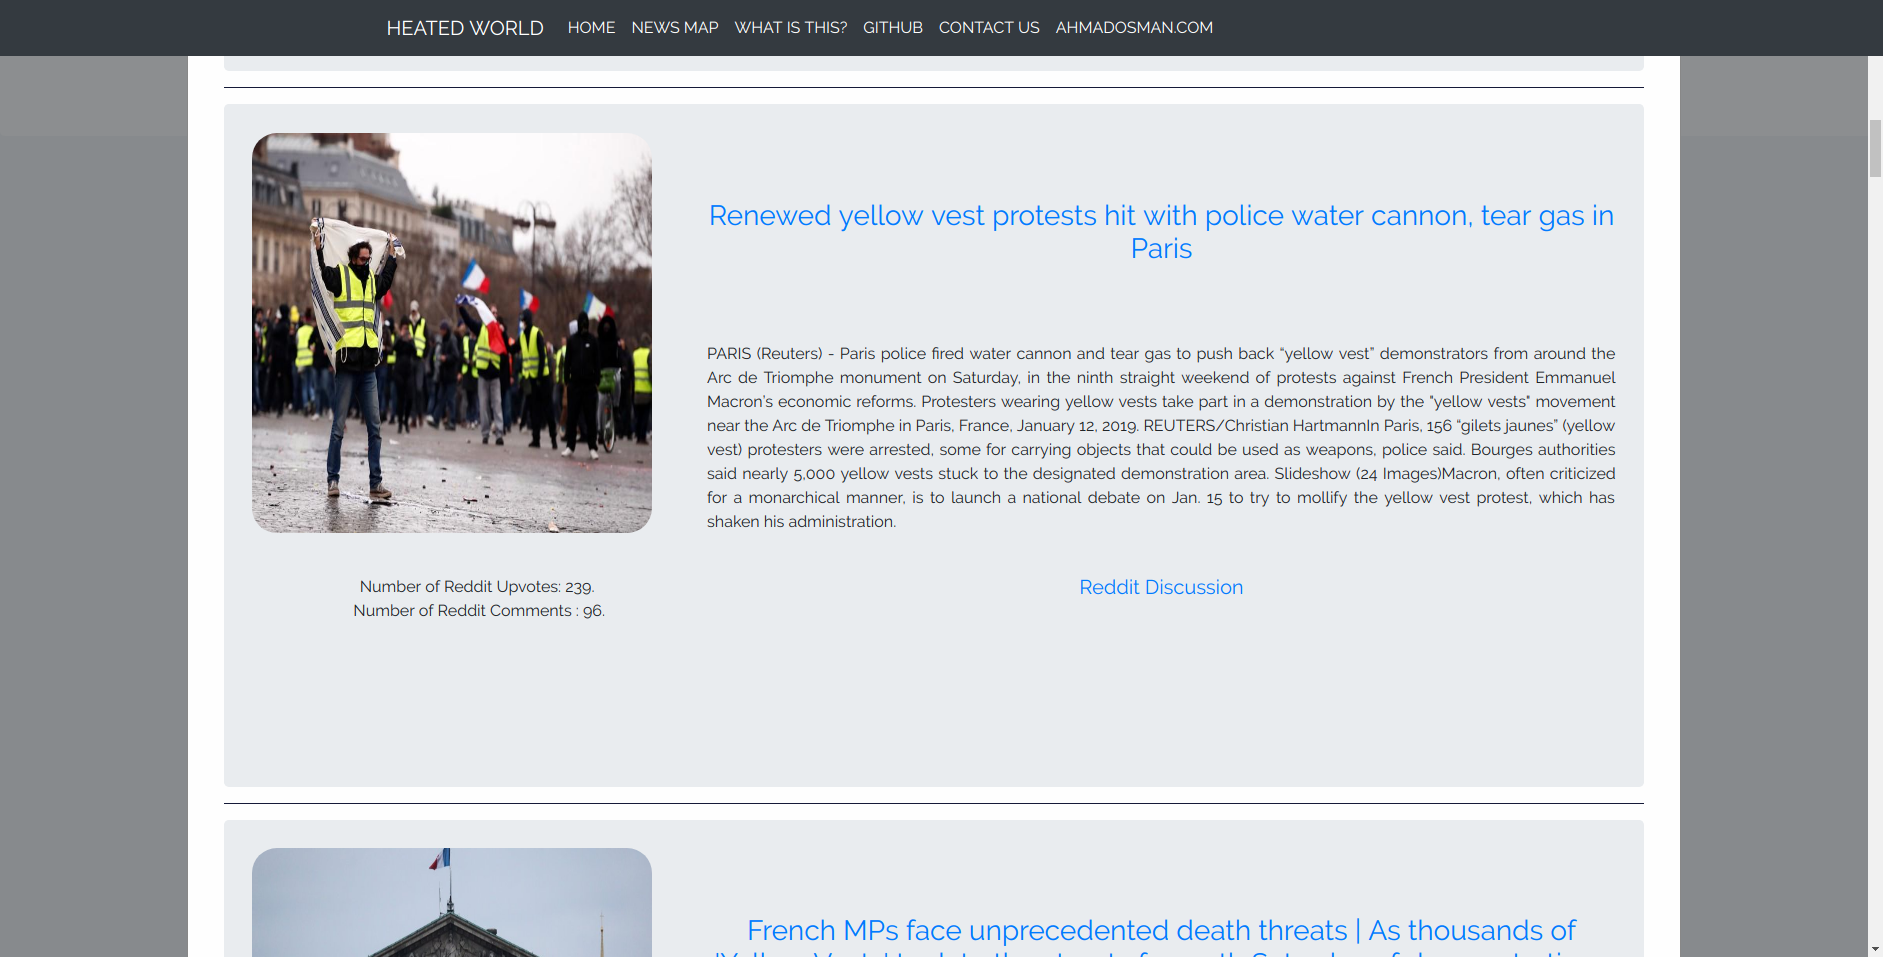 HEATED WORLD HOME NEWS MAP WHAT IS THIS? GITHUB CONTACT US AHMADOSMAN.COM
Renewed yellow vest protests hit with police water cannon, tear gas in
Paris
PARIS (Reuters) - Paris police fired water cannon and tear gas to push back “yellow vest” demonstrators from around the
Arc de Triomphe monument on Saturday, in the ninth straight weekend of protests against French President Emmanuel
Macron’s economic reforms. Protesters wearing yellow vests take part in a demonstration by the "yellow vests" movement
near the Arc de Triomphe in Paris, France, January 12, 2019. REUTERS/Christian HartmannIn Paris, 156 “gilets jaunes” (yellow
vest) protesters were arrested, some for carrying objects that could be used as weapons, police said. Bourges authorities
said nearly 5,000 yellow vests stuck to the designated demonstration area. Slideshow (24 Images)Macron, often criticized
for a monarchical manner, is to launch a national debate on Jan. 15 to try to mollify the yellow vest protest, which has
shaken his administration.
Number of Reddit Upvotes: 239.
Number of Reddit Comments : 96.
Reddit Discussion
French MPs face unprecedented death threats | As thousands of